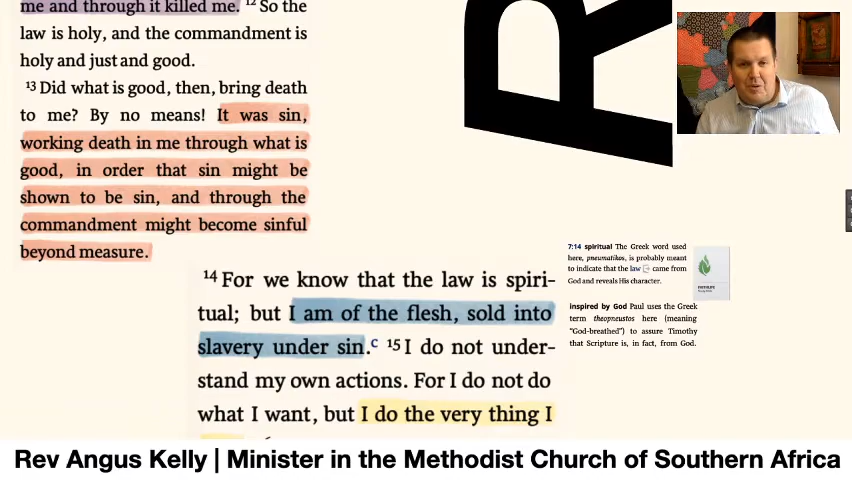 me and through it killed me. 12 So the
law is holy, and the commandment is
holy and just and good.
13 Did what is good, then, bring death
to me? By no means! It was sin,
working death in me through what is
good, in order that sin might be
shown to be sin, and through the
commandment might become sinful
beyond measure.
14 For we know that the law is spiri-
tual; but I am of the flesh, sold into
slavery under sin.c 15 I do not under-
stand my own actions. For I do not do
what I want, but I do the very thing I
R
7:14 spiritual The Greek word used
here, pneumatikos, is probably meant
to indicate that the law came from
God and reveals His character.
inspired by God Paul uses the Greek
term theopneustos here (meaning
“God-breathed”) to assure Timothy
that Scripture is, in fact, from God.
Rev Angus Kelly | Minister in the Methodist Church of Southern Africa